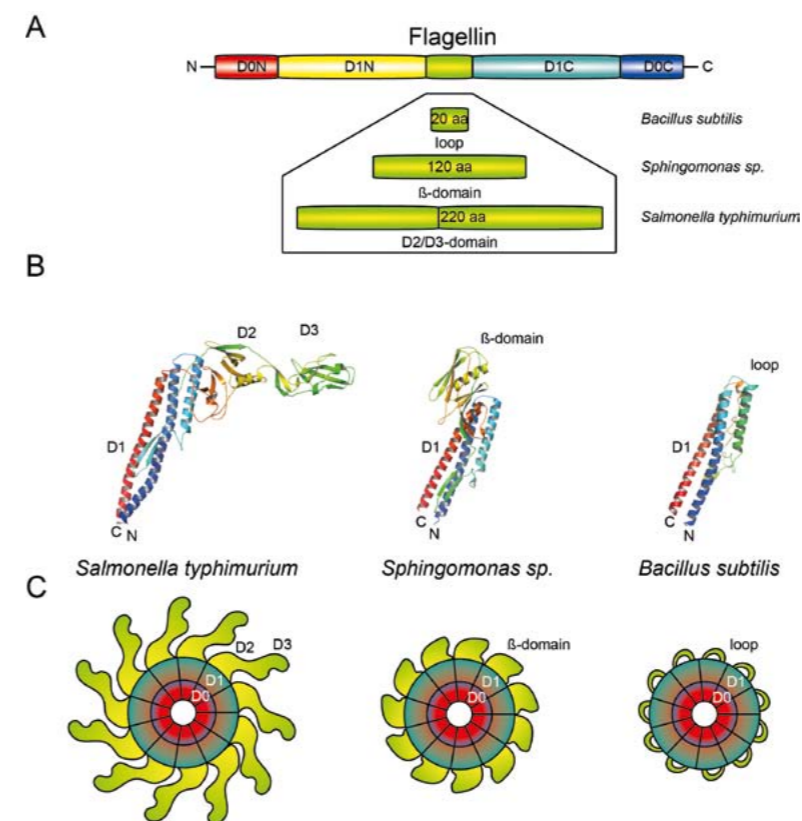 A
Flagellin
N D0N D1N D1C D0C C
20 aa Bacillus subtilis
loop
120 aa Sphingomonas sp.
ß-domain
220 aa Salmonella typhimurium
D2/D3-domain
B
D2 D3
D1
C N
ß-domain
D1
C N
loop
D1
C
N
Salmonella typhimurium Sphingomonas sp. Bacillus subtilis
C
D2 D3
D1
D0
ß-domain
D1
D0
loop
D1
D0